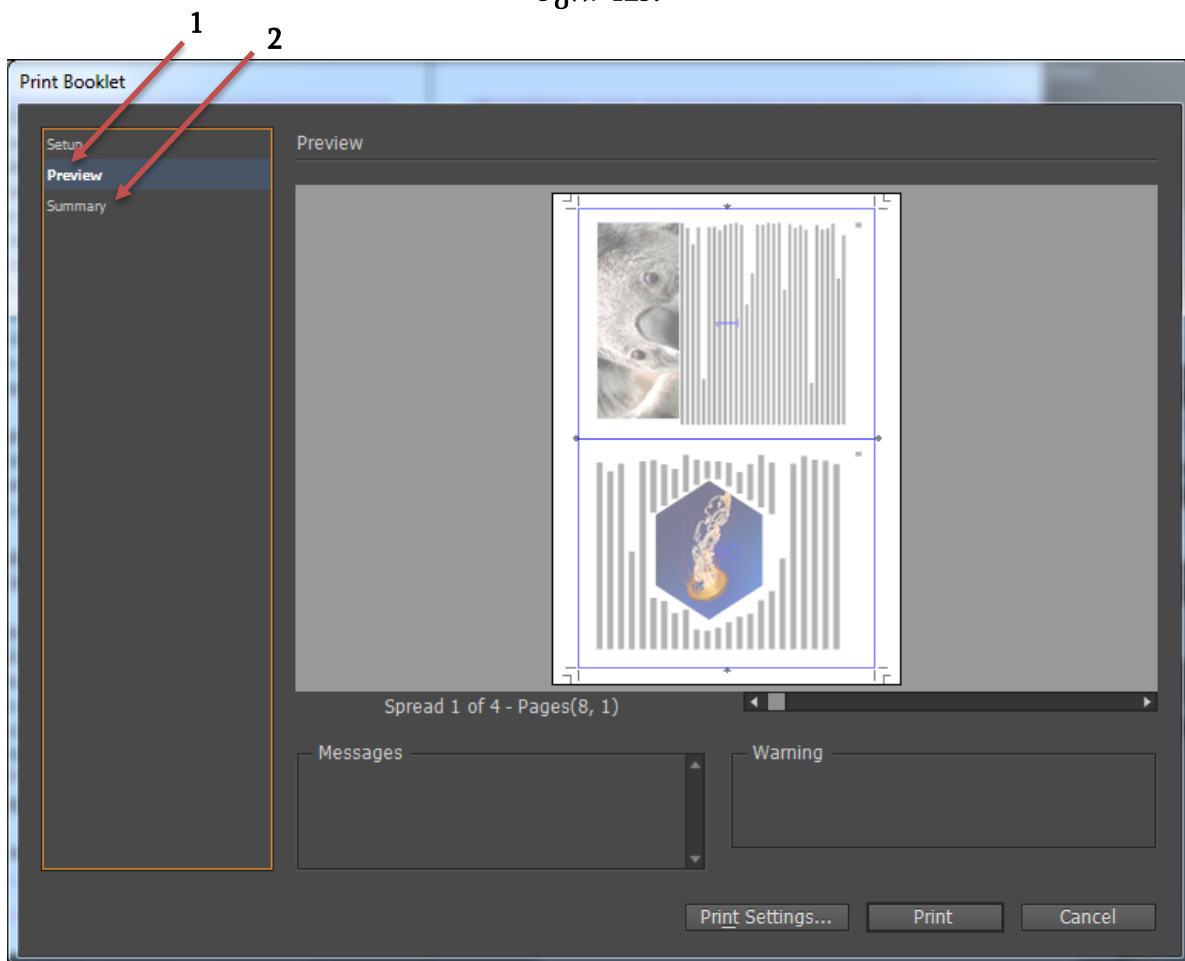 1
2
Print Booklet
Setup
Preview
Summary
Preview
1
Spread 1 of 4 - Pages(8, 1)
Messages
Warning
Print Settings...
Print
Cancel